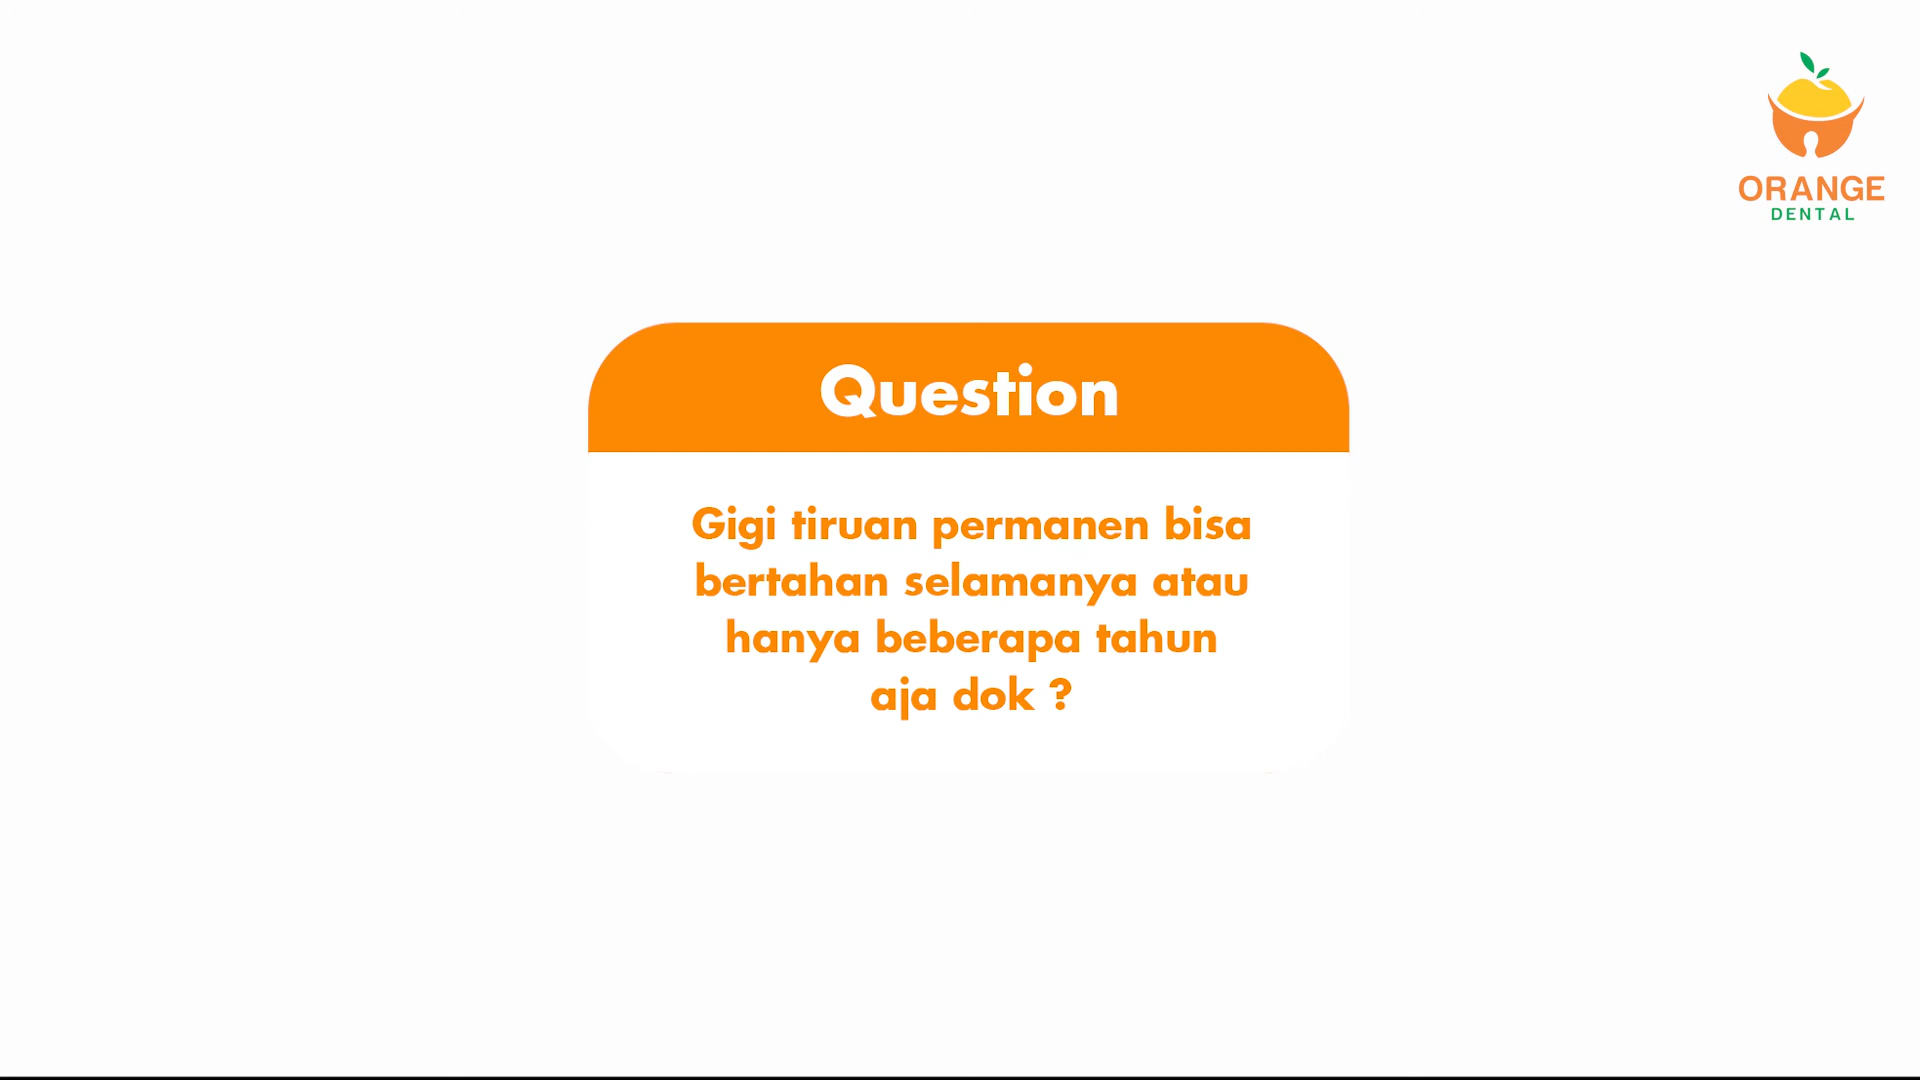 ORANGE
DENTAL
Question
Gigi tiruan permanen bisa
bertahan selamanya atau
hanya beberapa tahun
aja dok ?